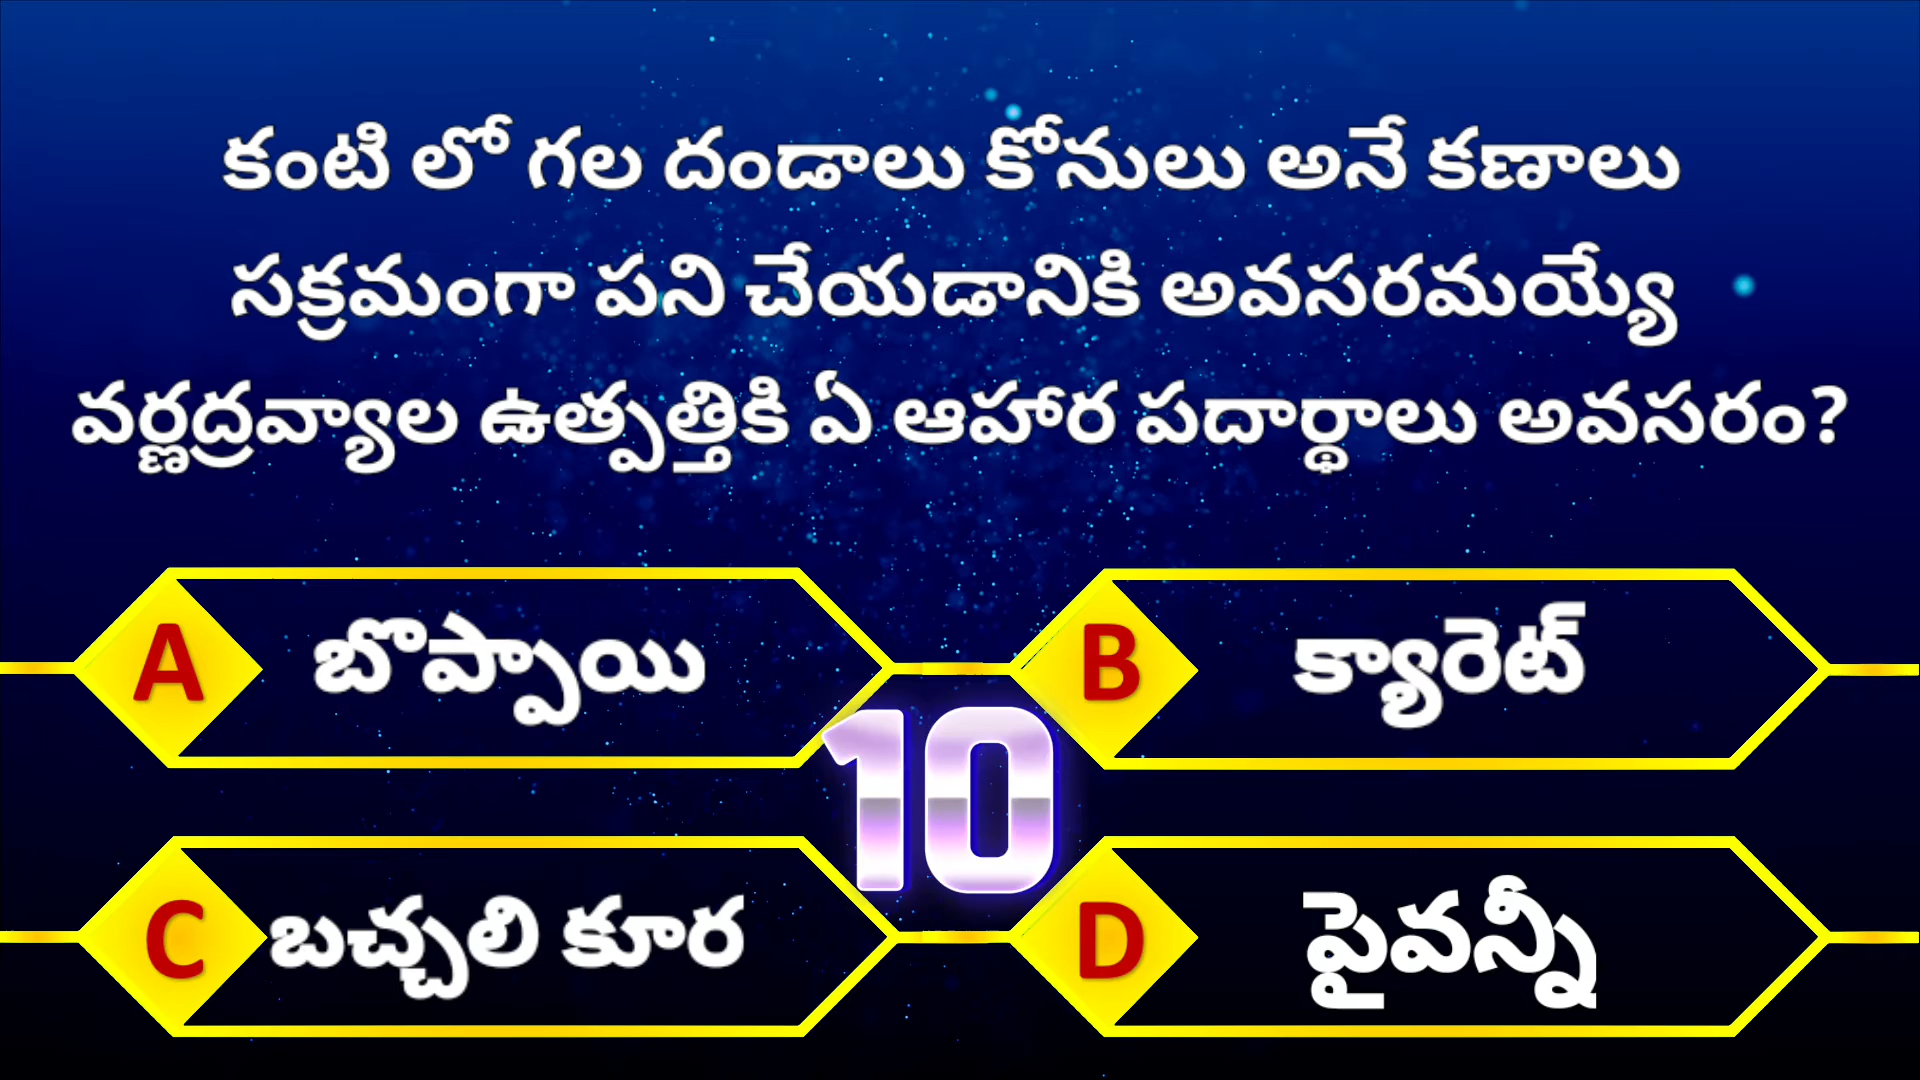 కంటి లో గల దండాలు కోనులు అనే కణాలు
సక్రమంగా పని చేయడానికి అవసరమయ్యే
వర్ణద్రవ్యాల ఉత్పత్తికి ఏ ఆహార పదార్థాలు అవసరం?
A బొప్పాయి
B క్యారెట్
10
C బచ్చలి కూర
D పైవన్నీ